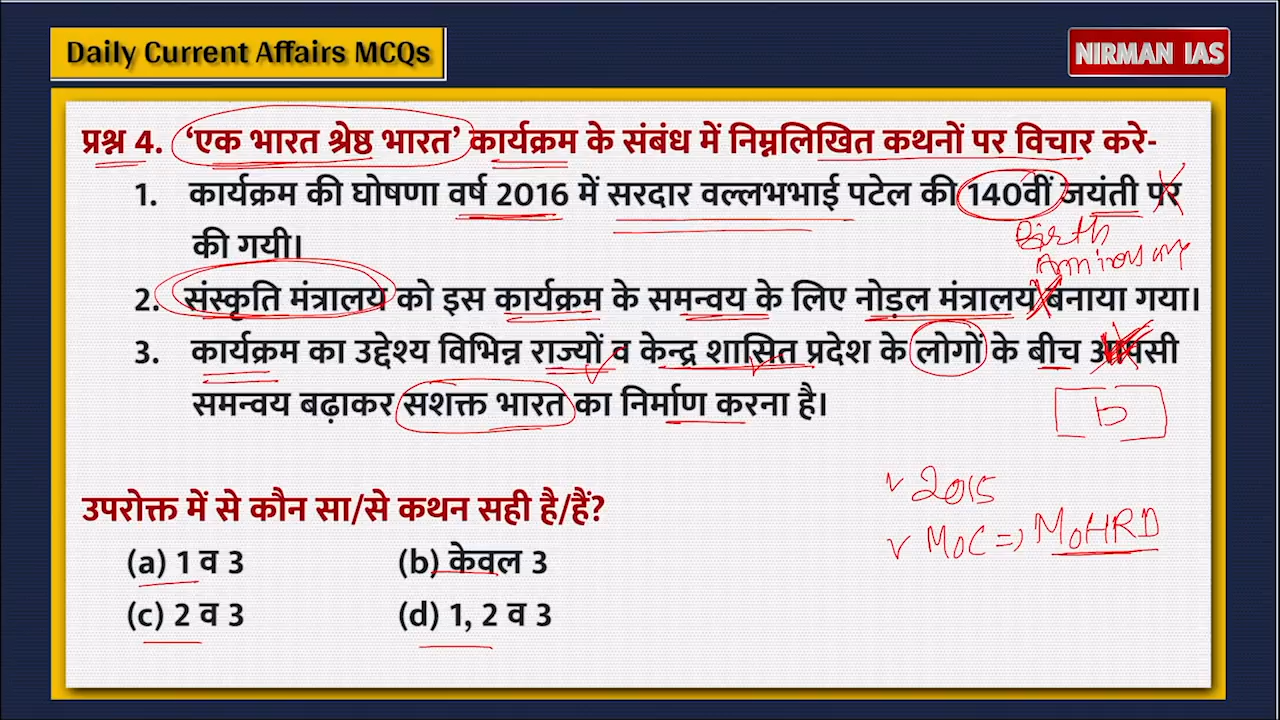 Daily Current Affairs MCQs
NIRMAN IAS
प्रश्न 4. ‘एक भारत श्रेष्ठ भारत’ कार्यक्रम के संबंध में निम्नलिखित कथनों पर विचार करे-
1. कार्यक्रम की घोषणा वर्ष 2016 में सरदार वल्लभभाई पटेल की 140वीं जयंती पर
की गयी।
Birth
2. संस्कृति मंत्रालय को इस कार्यक्रम के समन्वय के लिए नोड़ल मंत्रालय बनाया गया।
3. कार्यक्रम का उद्देश्य विभिन्न राज्यों व केन्द्र शासित प्रदेश के लोगों के बीच आपसी
समन्वय बढ़ाकर सशक्त भारत का निर्माण करना है।
b
2015
उपरोक्त में से कौन सा/से कथन सही है/हैं?
MoC => MoHRD
(a) 1 व 3 (b) केवल 3
(c) 2 व 3 (d) 1, 2 व 3